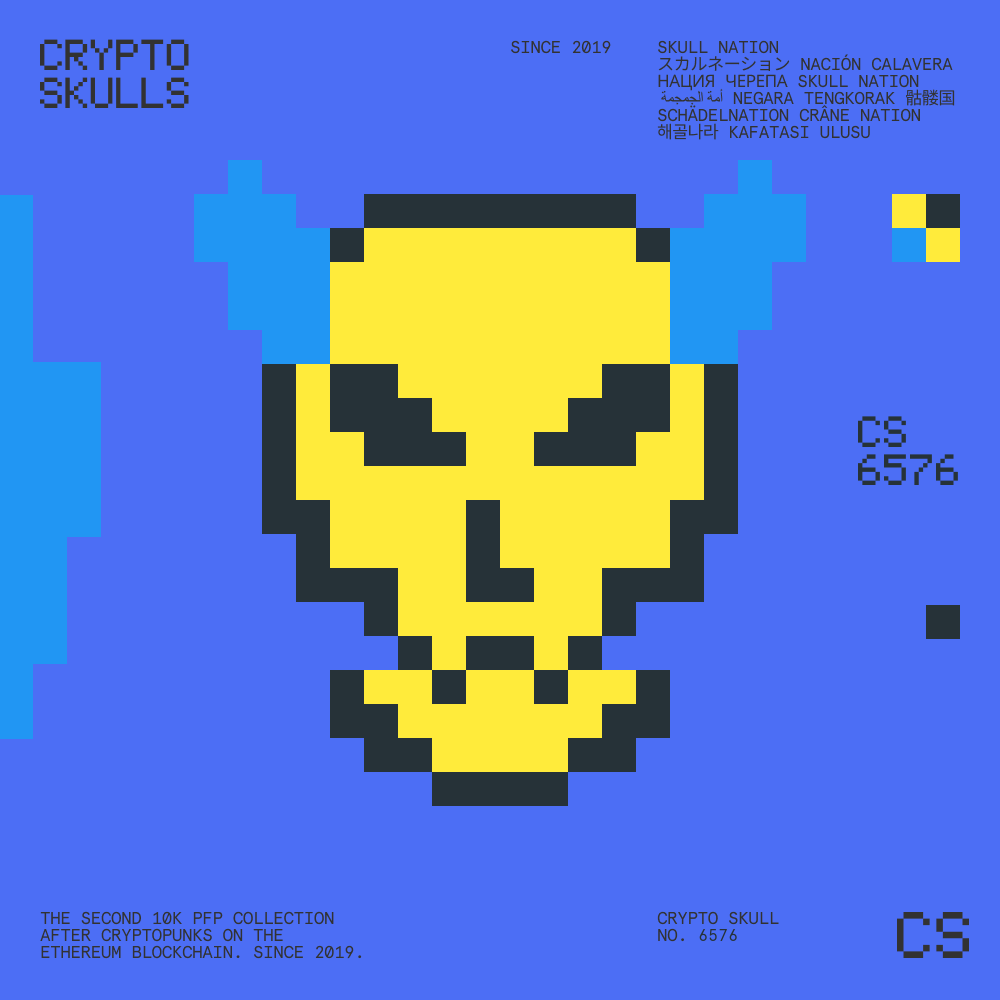 CRYPTO
SKULLS
SINCE 2019
SKULL NATION
スカルネーション NACIÓN CALAVERA
НАЦИЯ ЧЕРЕПА SKULL NATION
أمة الجمجمة NEGARA TENGKORAK 骷髅国
SCHÄDELNATION CRÂNE NATION
해골나라 KAFATASI ULUSU
CS
6576
THE SECOND 10K PFP COLLECTION
AFTER CRYPTOPUNKS ON THE
ETHEREUM BLOCKCHAIN. SINCE 2019.
CRYPTO SKULL
NO. 6576
CS